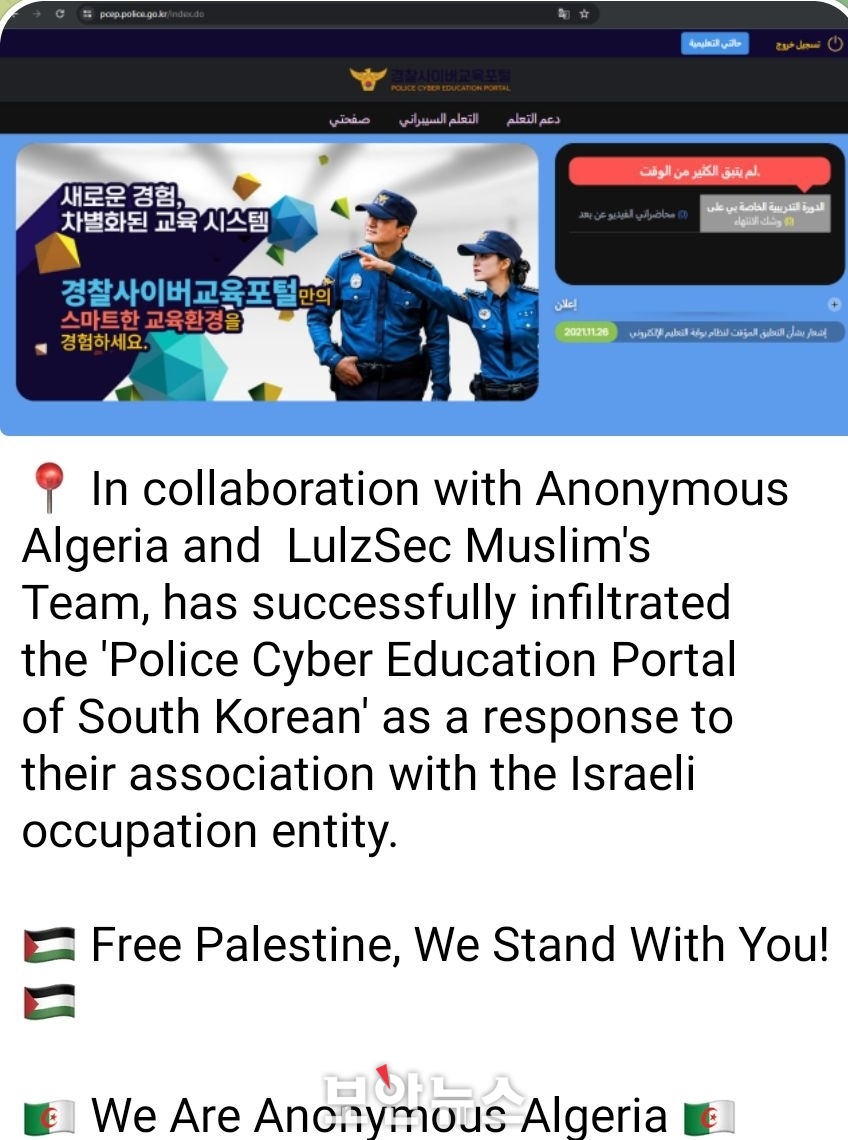 pcep.police.go.kr/index.do
حالتي التعليمية
تسجيل خروج
경찰사이버교육포털
POLICE CYBER EDUCATION PORTAL
دعم التعلم
التعلم السيبراني
صفحتي
새로운 경험,
차별화된 교육 시스템
경찰사이버교육포털만의
스마트한 교육환경을
경험하세요.
لم يتبق الكثير من الوقت.
الدورة التدريبية الخاصة بي على
وشك الانتهاء (0)
محاضراتي الفيديو عن بعد (0)
إعلان
إشعار بشأن التعليق المؤقت لنظام بوابة التعليم الإلكتروني
2021.11.26
📍 In collaboration with Anonymous
Algeria and LulzSec Muslim's
Team, has successfully infiltrated
the 'Police Cyber Education Portal
of South Korean' as a response to
their association with the Israeli
occupation entity.
🇵🇸 Free Palestine, We Stand With You!
🇵🇸
🇩🇿 We Are Anonymous Algeria 🇩🇿
보안뉴스